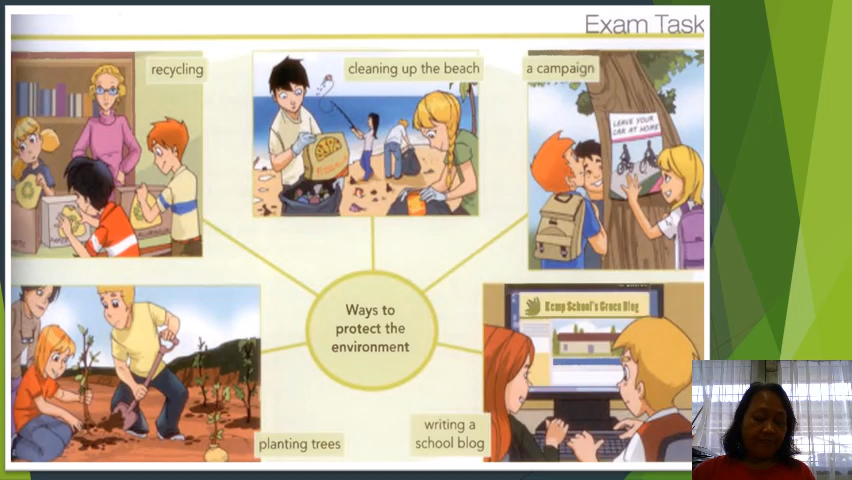 Exam Task
recycling
cleaning up the beach
a campaign
LEAVE YOUR
CAR AT HOME
Ways to
protect the
environment
Kemp School's Green Blog
planting trees
writing a
school blog